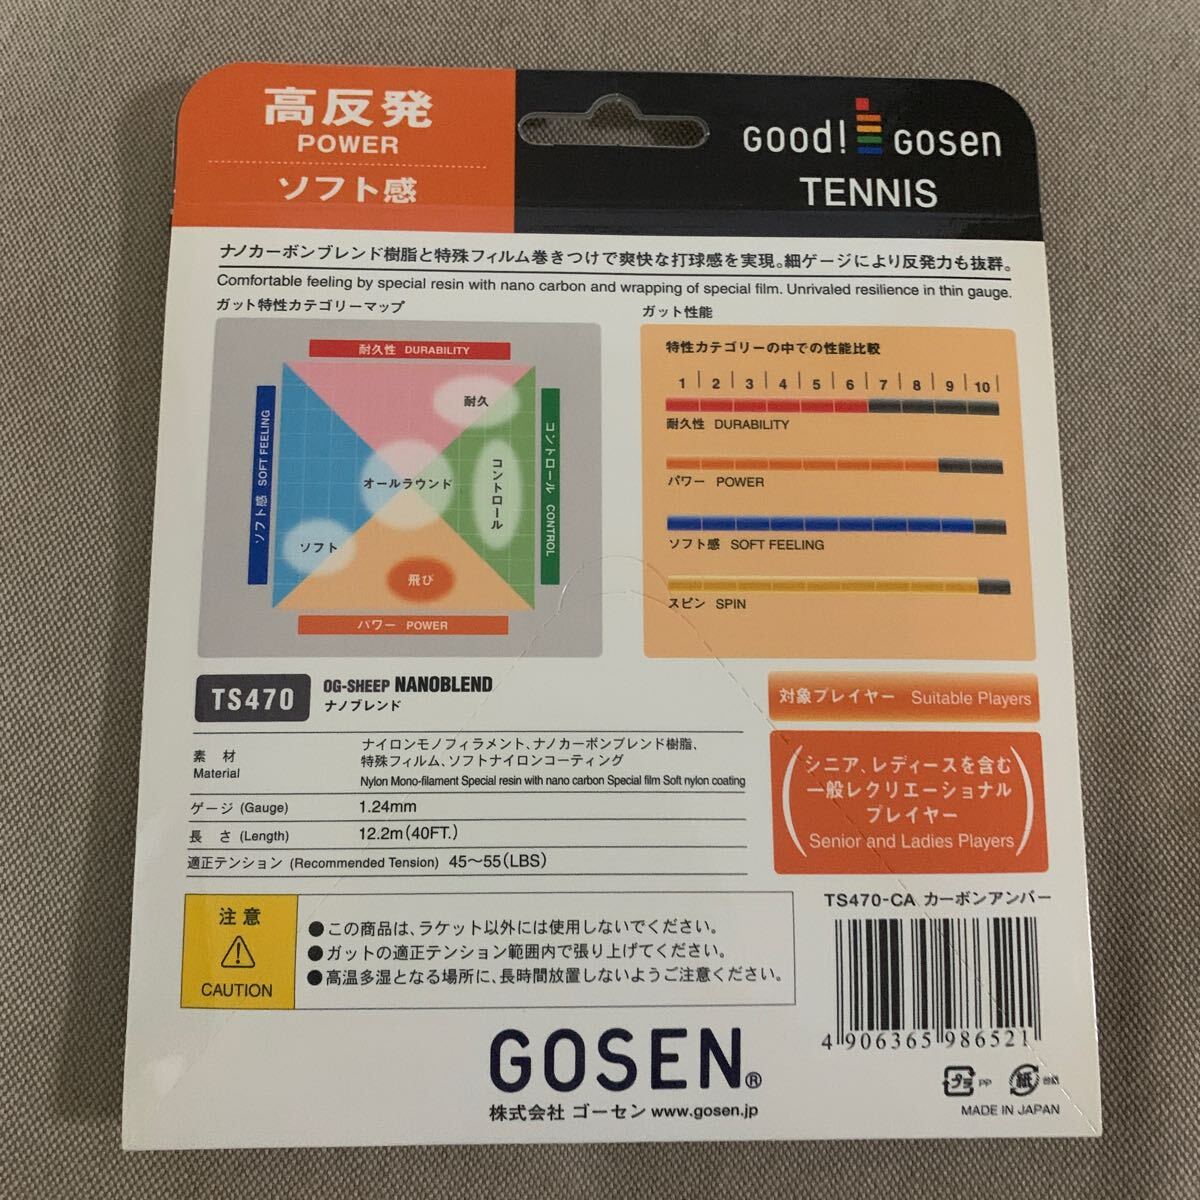 高反発
POWER
ソフト感
GOOD! GOSEN
TENNIS
ナノカーボンブレンド樹脂と特殊フィルム巻きつけで爽快な打球感を実現。細ゲージにより反発力も抜群。
Comfortable feeling by special resin with nano carbon and wrapping of special film. Unrivaled resilience in thin gauge.
ガット特性カテゴリーマップ
耐久性 DURABILITY
ソフト感 SOFT FEELING
コントロール CONTROL
耐久
オールラウンド
コントロール
ソフト
飛び
パワー POWER
ガット性能
特性カテゴリーの中での性能比較
1 2 3 4 5 6 7 8 9 10
耐久性 DURABILITY
パワー POWER
ソフト感 SOFT FEELING
スピン SPIN
TS470
OG-SHEEP NANOBLEND
ナノブレンド
素 材
Material
ナイロンモノフィラメント、ナノカーボンブレンド樹脂、
特殊フィルム、ソフトナイロンコーティング
Nylon Mono-filament Special resin with nano carbon Special film Soft nylon coating
ゲージ (Gauge) 1.24mm
長 さ (Length) 12.2m(40FT.)
適正テンション (Recommended Tension) 45〜55(LBS)
対象プレイヤー Suitable Players
シニア、レディースを含む
一般レクリエーショナル
プレイヤー
Senior and Ladies Players
注意
CAUTION
●この商品は、ラケット以外には使用しないでください。
●ガットの適正テンション範囲内で張り上げてください。
●高温多湿となる場所に、長時間放置しないようご注意ください。
TS470-CA カーボンアンバー
4 906365 986521
GOSEN®
株式会社 ゴーセン www.gosen.jp
プラ PP
紙 台紙
MADE IN JAPAN